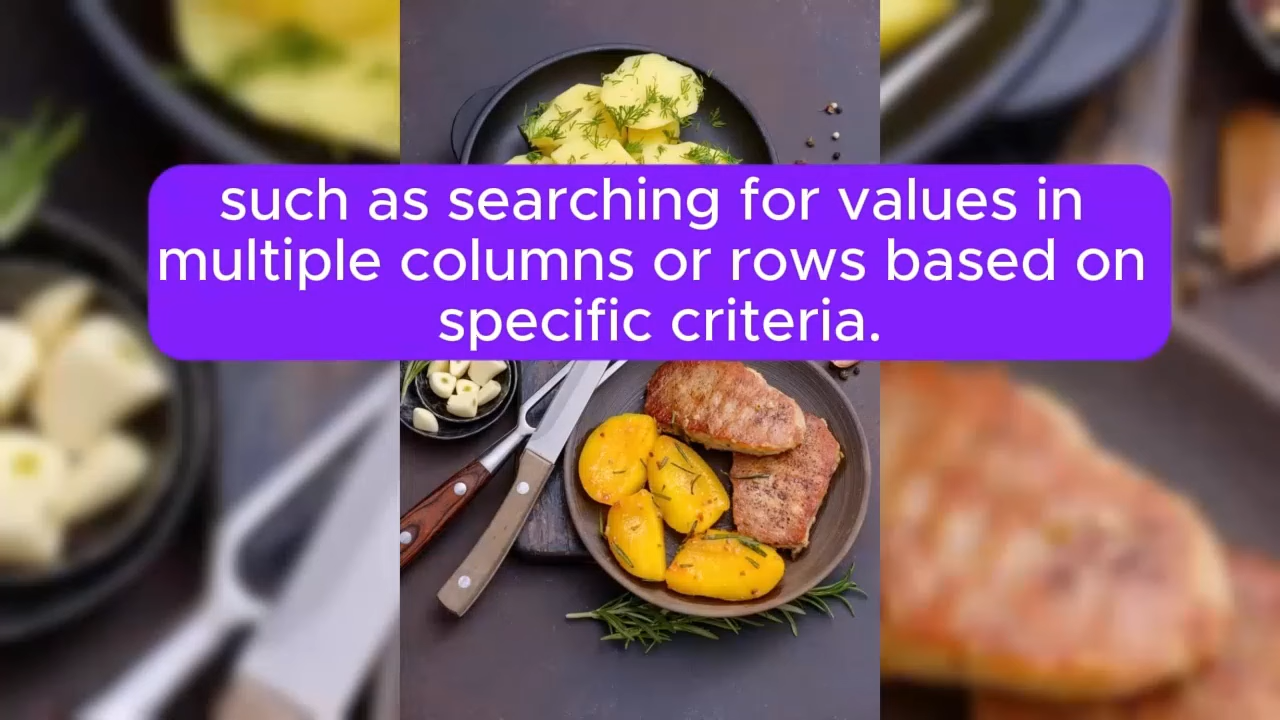 such as searching for values in
multiple columns or rows based on
specific criteria.